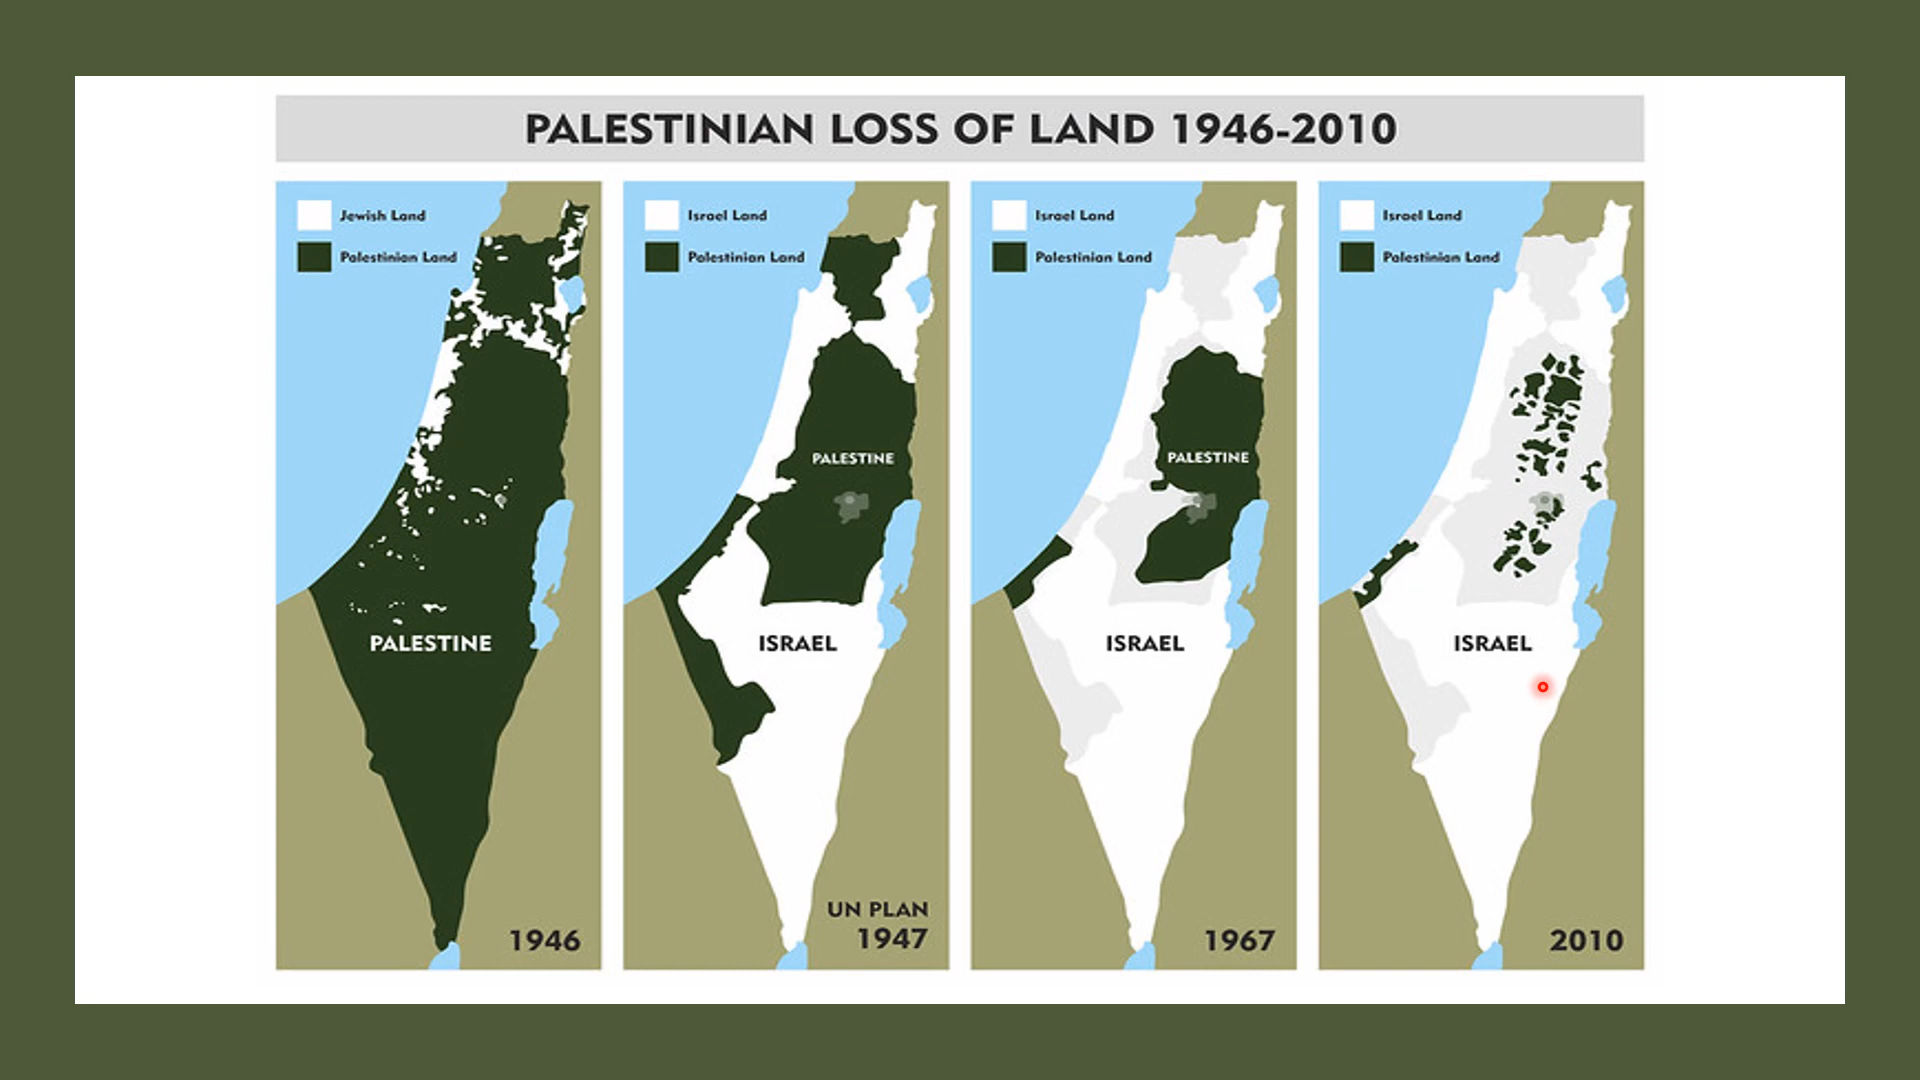 PALESTINIAN LOSS OF LAND 1946-2010
Jewish Land
Palestinian Land
PALESTINE
1946
Israel Land
Palestinian Land
PALESTINE
ISRAEL
UN PLAN
1947
Israel Land
Palestinian Land
PALESTINE
ISRAEL
1967
Israel Land
Palestinian Land
ISRAEL
2010